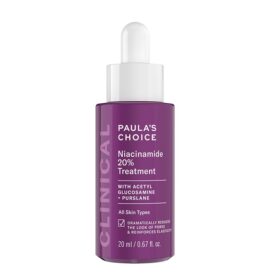 CLINICAL
PAULA'S
CHOICE
Niacinamide
20%
Treatment
WITH ACETYL
GLUCOSAMINE
+ PURSLANE
All Skin Types
DRAMATICALLY REDUCES
THE LOOK OF PORES
& REINFORCES ELASTICITY
20 ml / 0.67 fl. oz.